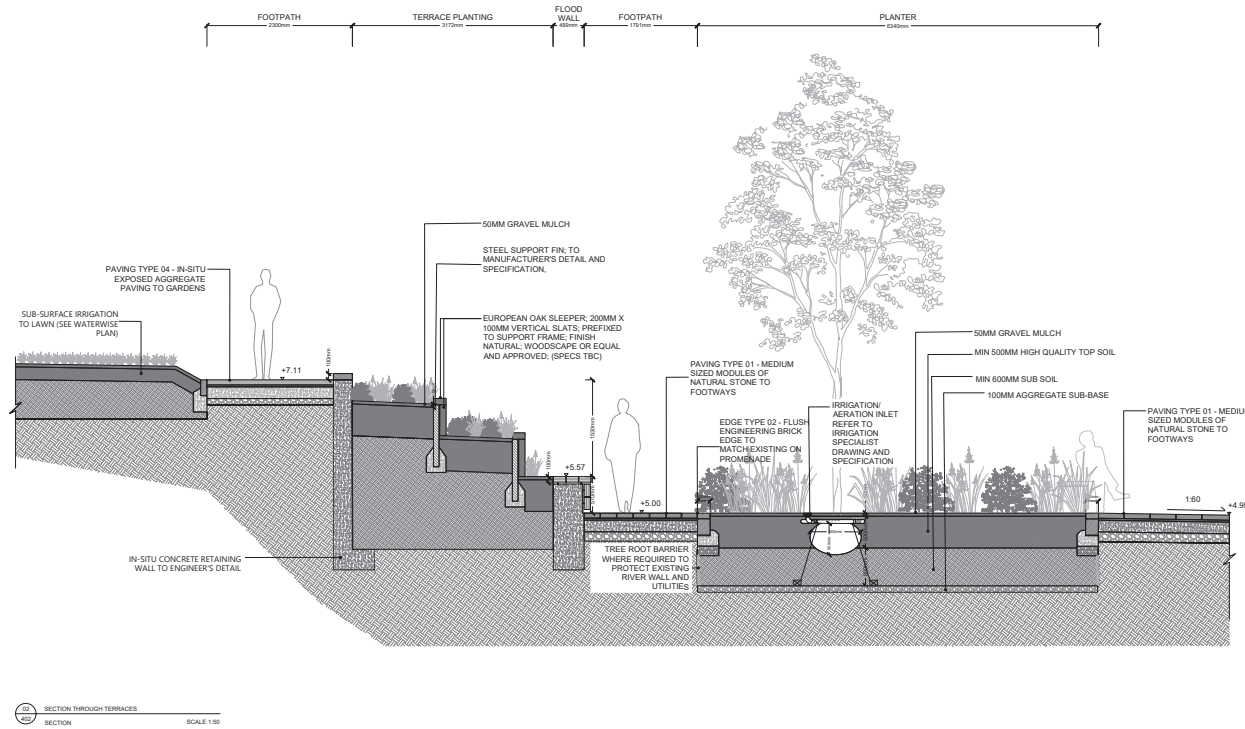 FOOTPATH
2300mm
TERRACE PLANTING
3172mm
FLOOD
WALL
489mm
FOOTPATH
1791mm
PLANTER
6340mm
50MM GRAVEL MULCH
STEEL SUPPORT FIN; TO
MANUFACTURER'S DETAIL AND
SPECIFICATION,
PAVING TYPE 04 - IN-SITU
EXPOSED AGGREGATE
PAVING TO GARDENS
SUB-SURFACE IRRIGATION
TO LAWN (SEE WATERWISE
PLAN)
EUROPEAN OAK SLEEPER; 200MM X
100MM VERTICAL SLATS; PREFIXED
TO SUPPORT FRAME; FINISH
NATURAL; WOODSCAPE OR EQUAL
AND APPROVED; (SPECS TBC)
+7.11
100mm
1530mm
100mm
+5.57
+5.00
PAVING TYPE 01 - MEDIUM
SIZED MODULES OF
NATURAL STONE TO
FOOTWAYS
EDGE TYPE 02 - FLUSH
ENGINEERING BRICK
EDGE TO
MATCH EXISTING ON
PROMENADE
IRRIGATION/
AERATION INLET
REFER TO
IRRIGATION
SPECIALIST
DRAWING AND
SPECIFICATION
50MM GRAVEL MULCH
MIN 500MM HIGH QUALITY TOP SOIL
MIN 600MM SUB SOIL
100MM AGGREGATE SUB-BASE
PAVING TYPE 01 - MEDIU
SIZED MODULES OF
NATURAL STONE TO
FOOTWAYS
1:60
+4.95
IN-SITU CONCRETE RETAINING
WALL TO ENGINEER'S DETAIL
TREE ROOT BARRIER
WHERE REQUIRED TO
PROTECT EXISTING
RIVER WALL AND
UTILITIES
02
402
SECTION THROUGH TERRACES
SECTION
SCALE 1:50